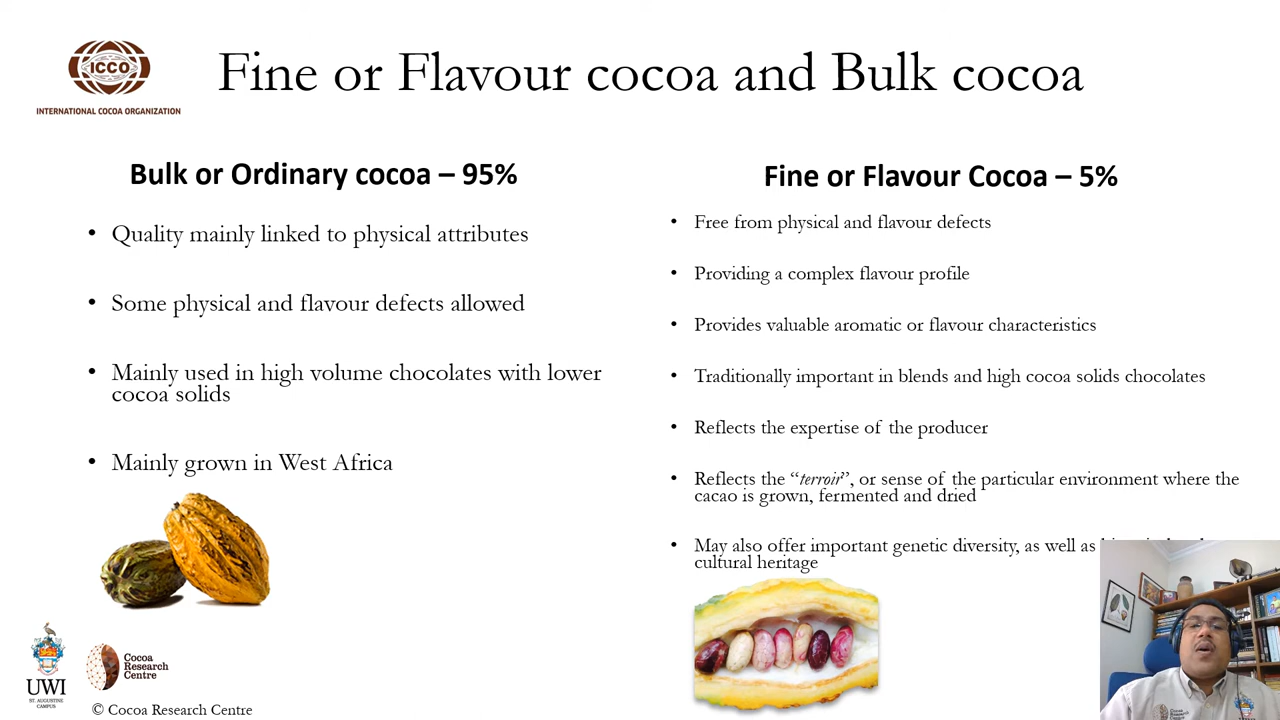 ICCO
INTERNATIONAL COCOA ORGANIZATION
Fine or Flavour cocoa and Bulk cocoa
Bulk or Ordinary cocoa – 95%
• Quality mainly linked to physical attributes
• Some physical and flavour defects allowed
• Mainly used in high volume chocolates with lower
cocoa solids
• Mainly grown in West Africa
Fine or Flavour Cocoa – 5%
• Free from physical and flavour defects
• Providing a complex flavour profile
• Provides valuable aromatic or flavour characteristics
• Traditionally important in blends and high cocoa solids chocolates
• Reflects the expertise of the producer
• Reflects the “terroir”, or sense of the particular environment where the
cacao is grown, fermented and dried
• May also offer important genetic diversity, as well as
cultural heritage
UWI
ST. AUGUSTINE
CAMPUS
Cocoa
Research
Centre
© Cocoa Research Centre